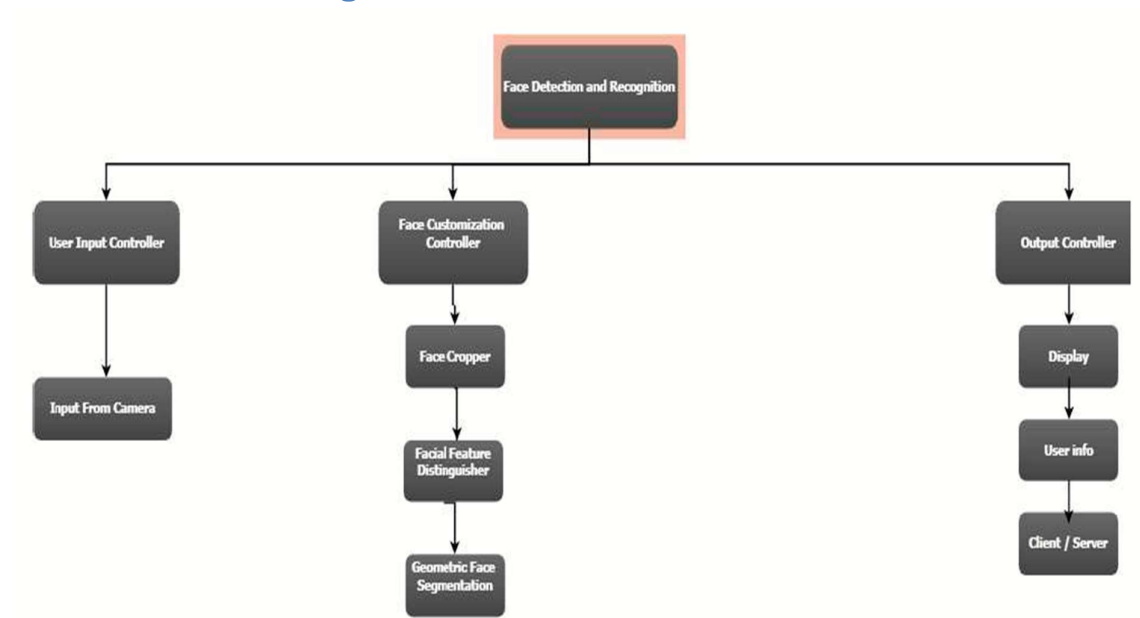 Face Detection and Recognition
User Input Controller
Face Customization
Controller
Output Controller
Face Cropper
Display
Input From Camera
Facial Feature
Distinguisher
User info
Client / Server
Geometric Face
Segmentation